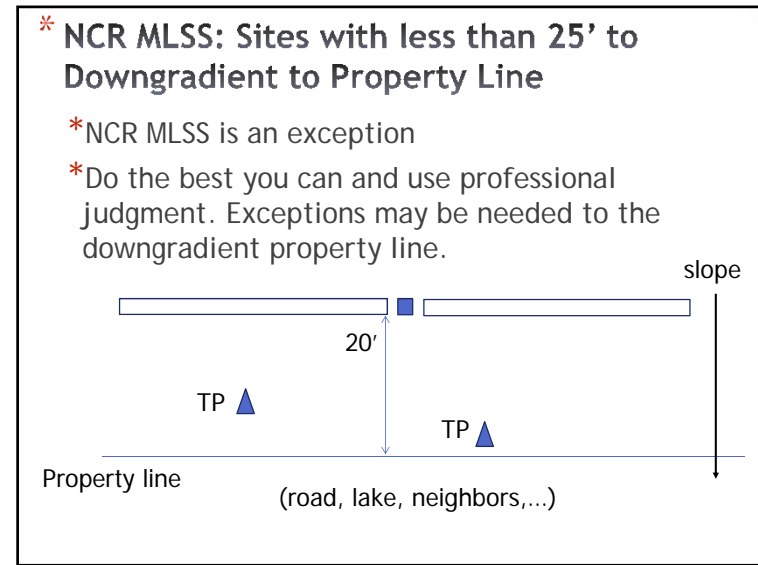 * NCR MLSS: Sites with less than 25’ to
Downgradient to Property Line
*NCR MLSS is an exception
*Do the best you can and use professional
judgment. Exceptions may be needed to the
downgradient property line.
slope
20’
TP
TP
Property line
(road, lake, neighbors,…)